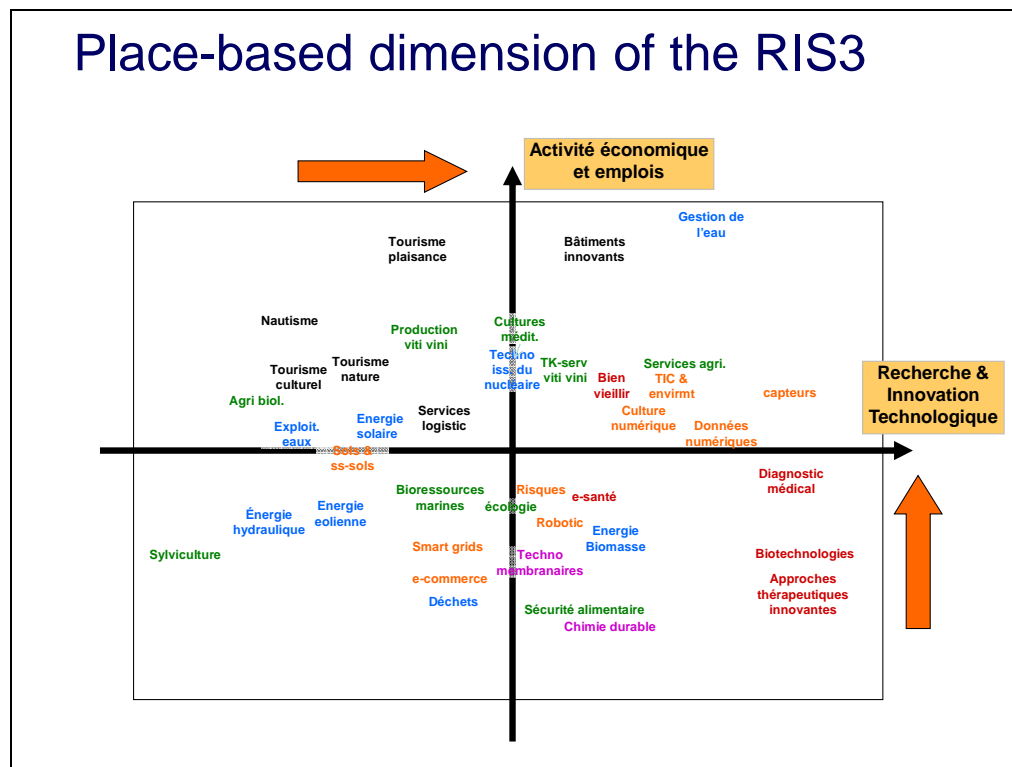 Place-based dimension of the RIS3
Activité économique
et emplois
Gestion de
l'eau
Tourisme
plaisance
Bâtiments
innovants
Nautisme
Production
viti vini
Cultures
médit.
Techno
iss. du
nucléaire
TK-serv
viti vini
Tourisme
culturel
Tourisme
nature
Bien
vieillir
Services agri.
TIC &
envirmt
capteurs
Recherche &
Innovation
Technologique
Agri biol.
Exploit.
eaux
Energie
solaire
Services
logistic
Culture
numérique
Données
numériques
Sols &
ss-sols
Diagnostic
médical
Bioressources
marines
écologie
Risques
e-santé
Énergie
hydraulique
Energie
eolienne
Robotic
Energie
Biomasse
Sylviculture
Smart grids
Techno
membranaires
Biotechnologies
e-commerce
Approches
thérapeutiques
innovantes
Déchets
Sécurité alimentaire
Chimie durable